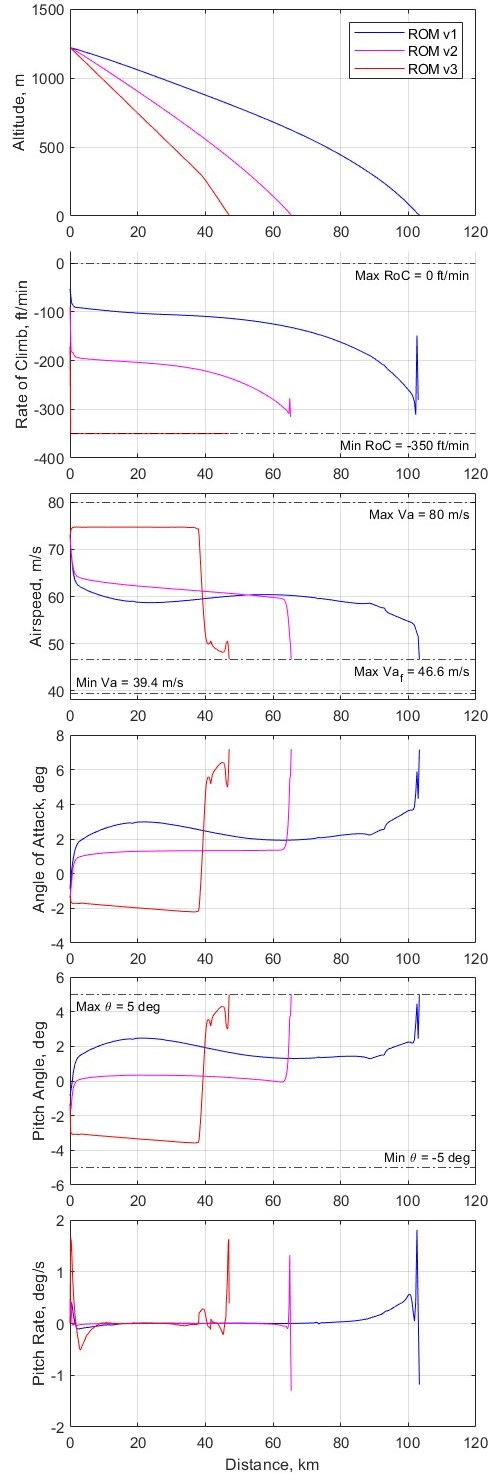 1500
1000
500
0
Altitude, m
ROM v1
ROM v2
ROM v3
0 20 40 60 80 100 120
0
-100
-200
-300
-400
Rate of Climb, ft/min
Max RoC = 0 ft/min
Min RoC = -350 ft/min
0 20 40 60 80 100 120
80
70
60
50
40
Airspeed, m/s
Max Va = 80 m/s
Max Va_f = 46.6 m/s
Min Va = 39.4 m/s
0 20 40 60 80 100 120
8
6
4
2
0
-2
-4
Angle of Attack, deg
0 20 40 60 80 100 120
6
4
2
0
-2
-4
-6
Pitch Angle, deg
Max θ = 5 deg
Min θ = -5 deg
0 20 40 60 80 100 120
2
1
0
-1
-2
Pitch Rate, deg/s
0 20 40 60 80 100 120
Distance, km